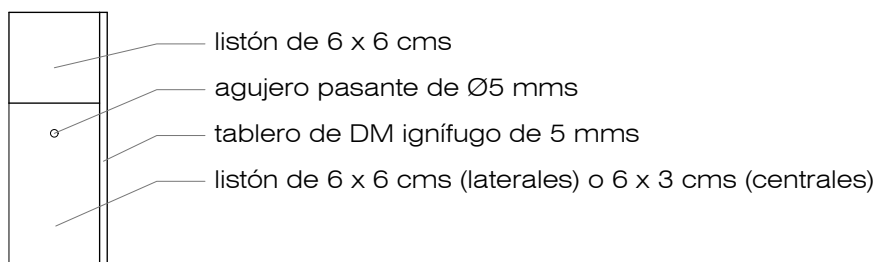 listón de 6 x 6 cms
agujero pasante de Ø5 mms
tablero de DM ignífugo de 5 mms
listón de 6 x 6 cms (laterales) o 6 x 3 cms (centrales)